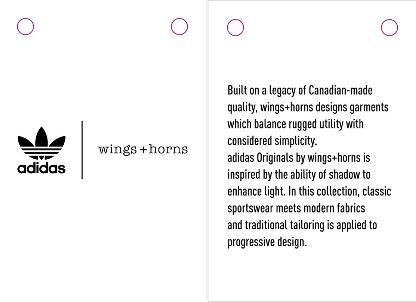 adidas
wings+horns
Built on a legacy of Canadian-made
quality, wings+horns designs garments
which balance rugged utility with
considered simplicity.
adidas Originals by wings+horns is
inspired by the ability of shadow to
enhance light. In this collection, classic
sportswear meets modern fabrics
and traditional tailoring is applied to
progressive design.